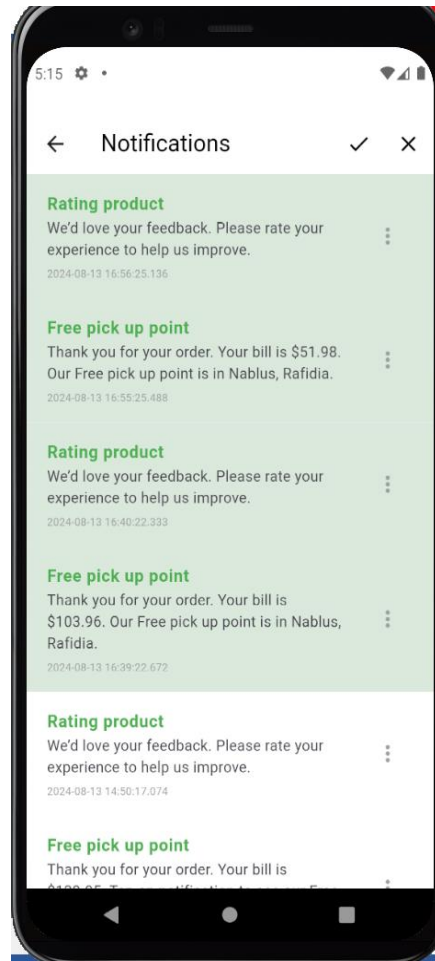 5:15
Notifications
Rating product
We'd love your feedback. Please rate your
experience to help us improve.
2024-08-13 16:56:25.136
Free pick up point
Thank you for your order. Your bill is $51.98.
Our Free pick up point is in Nablus, Rafidia.
2024-08-13 16:55:25.488
Rating product
We'd love your feedback. Please rate your
experience to help us improve.
2024-08-13 16:40:22.333
Free pick up point
Thank you for your order. Your bill is
$103.96. Our Free pick up point is in Nablus,
Rafidia.
2024-08-13 16:39:22.672
Rating product
We'd love your feedback. Please rate your
experience to help us improve.
2024-08-13 14:50:17.074
Free pick up point
Thank you for your order. Your bill is